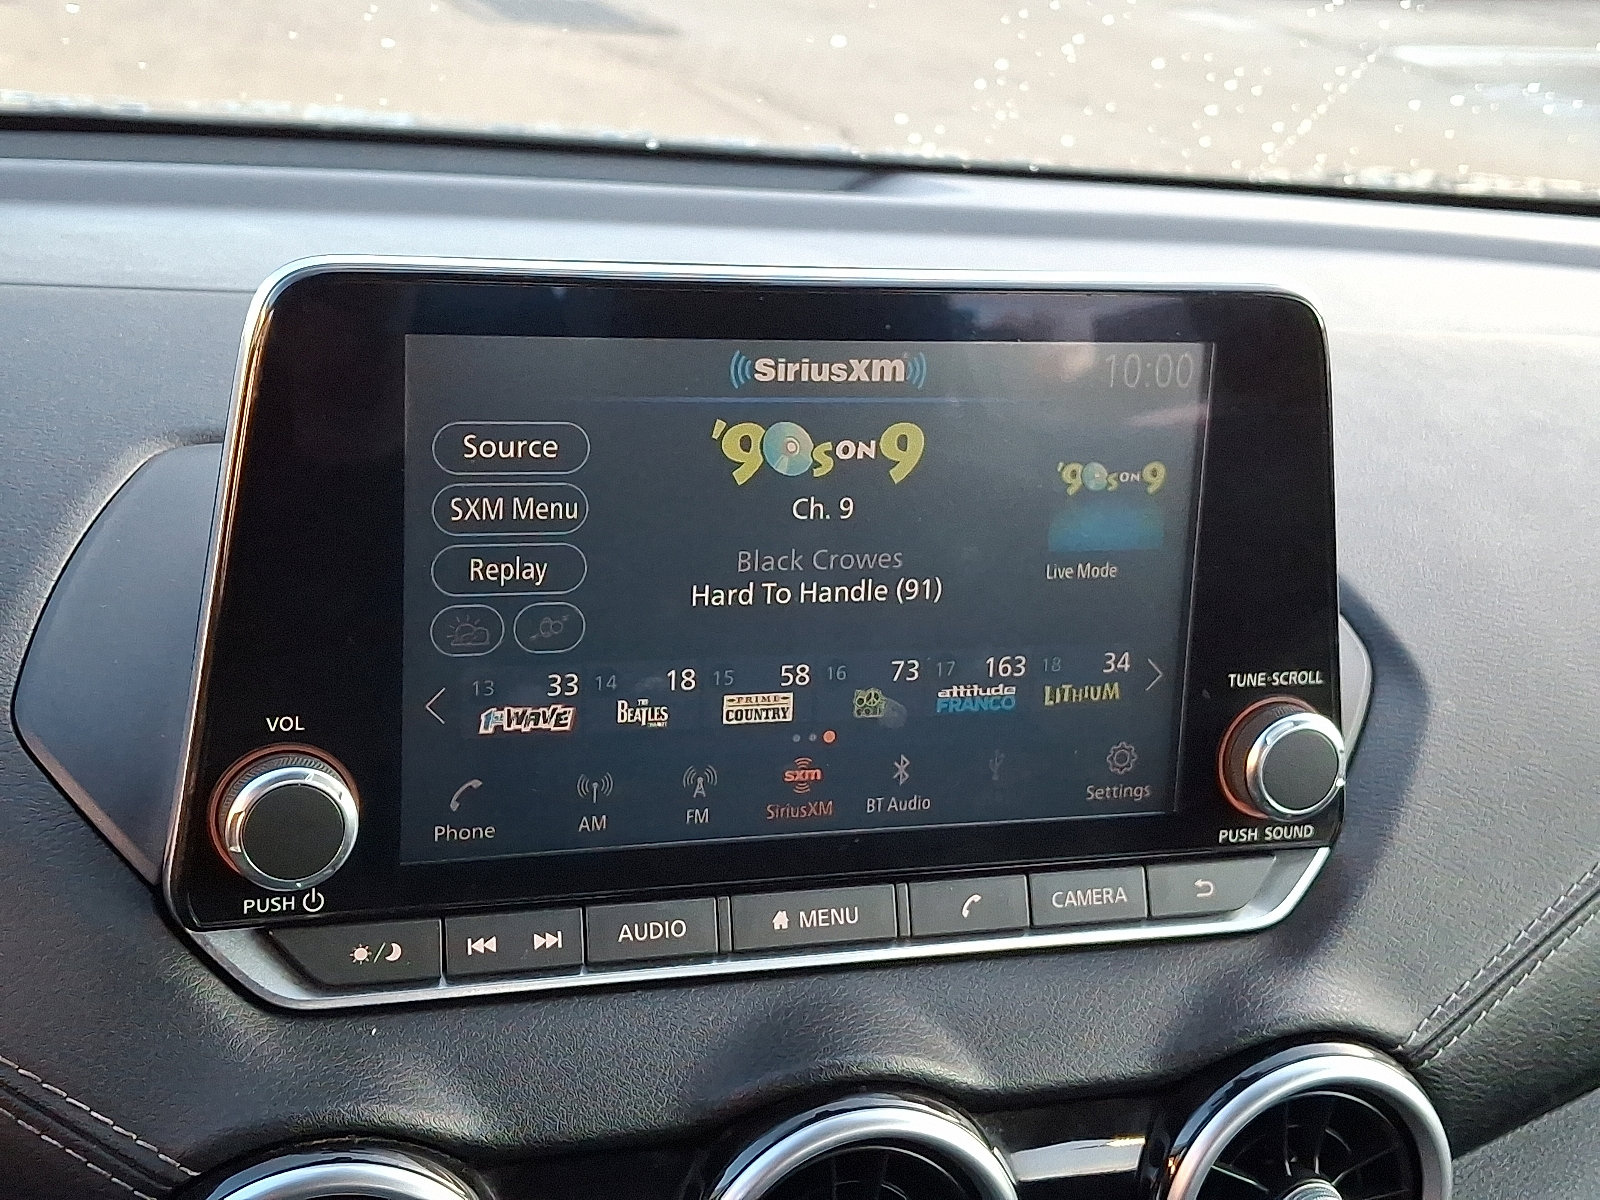 SiriusXM
10:00
Source
'90s ON 9
'90s ON 9
SXM Menu
Ch. 9
Replay
Black Crowes
Live Mode
Hard To Handle (91)
13 33 14 18 15 58 16 73 17 163 18 34
1st WAVE
THE BEATLES
PRIME COUNTRY
attitude FRANCO
LiTHiUM
TUNE·SCROLL
VOL
Phone
AM
FM
sxm
SiriusXM
BT Audio
Settings
PUSH SOUND
PUSH
AUDIO
MENU
CAMERA